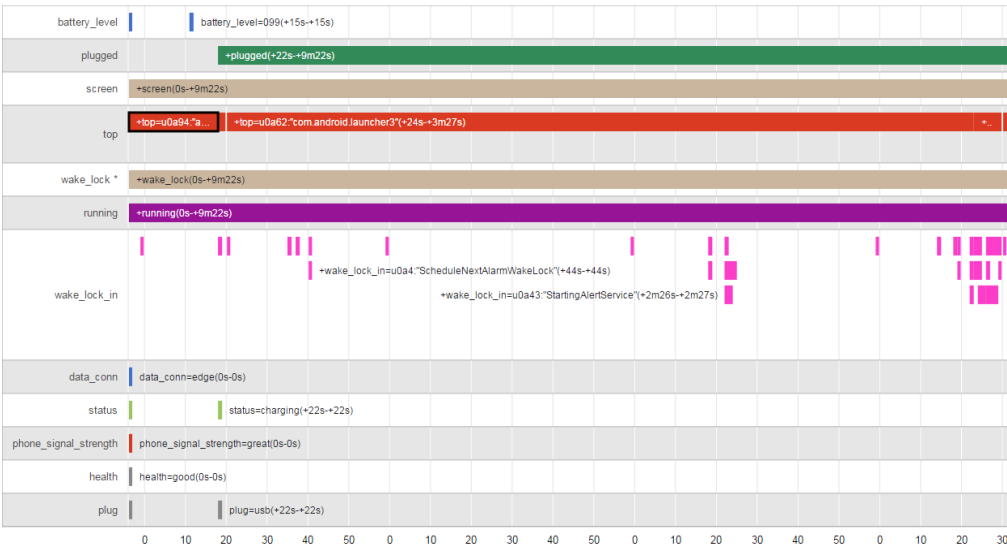 battery_level battery_level=099(+15s-+15s)
plugged +plugged(+22s-+9m22s)
screen +screen(0s-+9m22s)
top +top=u0a94:"a... +top=u0a62:"com.android.launcher3"(+24s-+3m27s) +..
wake_lock * +wake_lock(0s-+9m22s)
running +running(0s-+9m22s)
+wake_lock_in=u0a4:"ScheduleNextAlarmWakeLock"(+44s-+44s)
wake_lock_in +wake_lock_in=u0a43:"StartingAlertService"(+2m26s-+2m27s)
data_conn data_conn=edge(0s-0s)
status status=charging(+22s-+22s)
phone_signal_strength phone_signal_strength=great(0s-0s)
health health=good(0s-0s)
plug plug=usb(+22s-+22s)
0 10 20 30 40 50 0 10 20 30 40 50 0 10 20 30 40 50 0 10 20 30